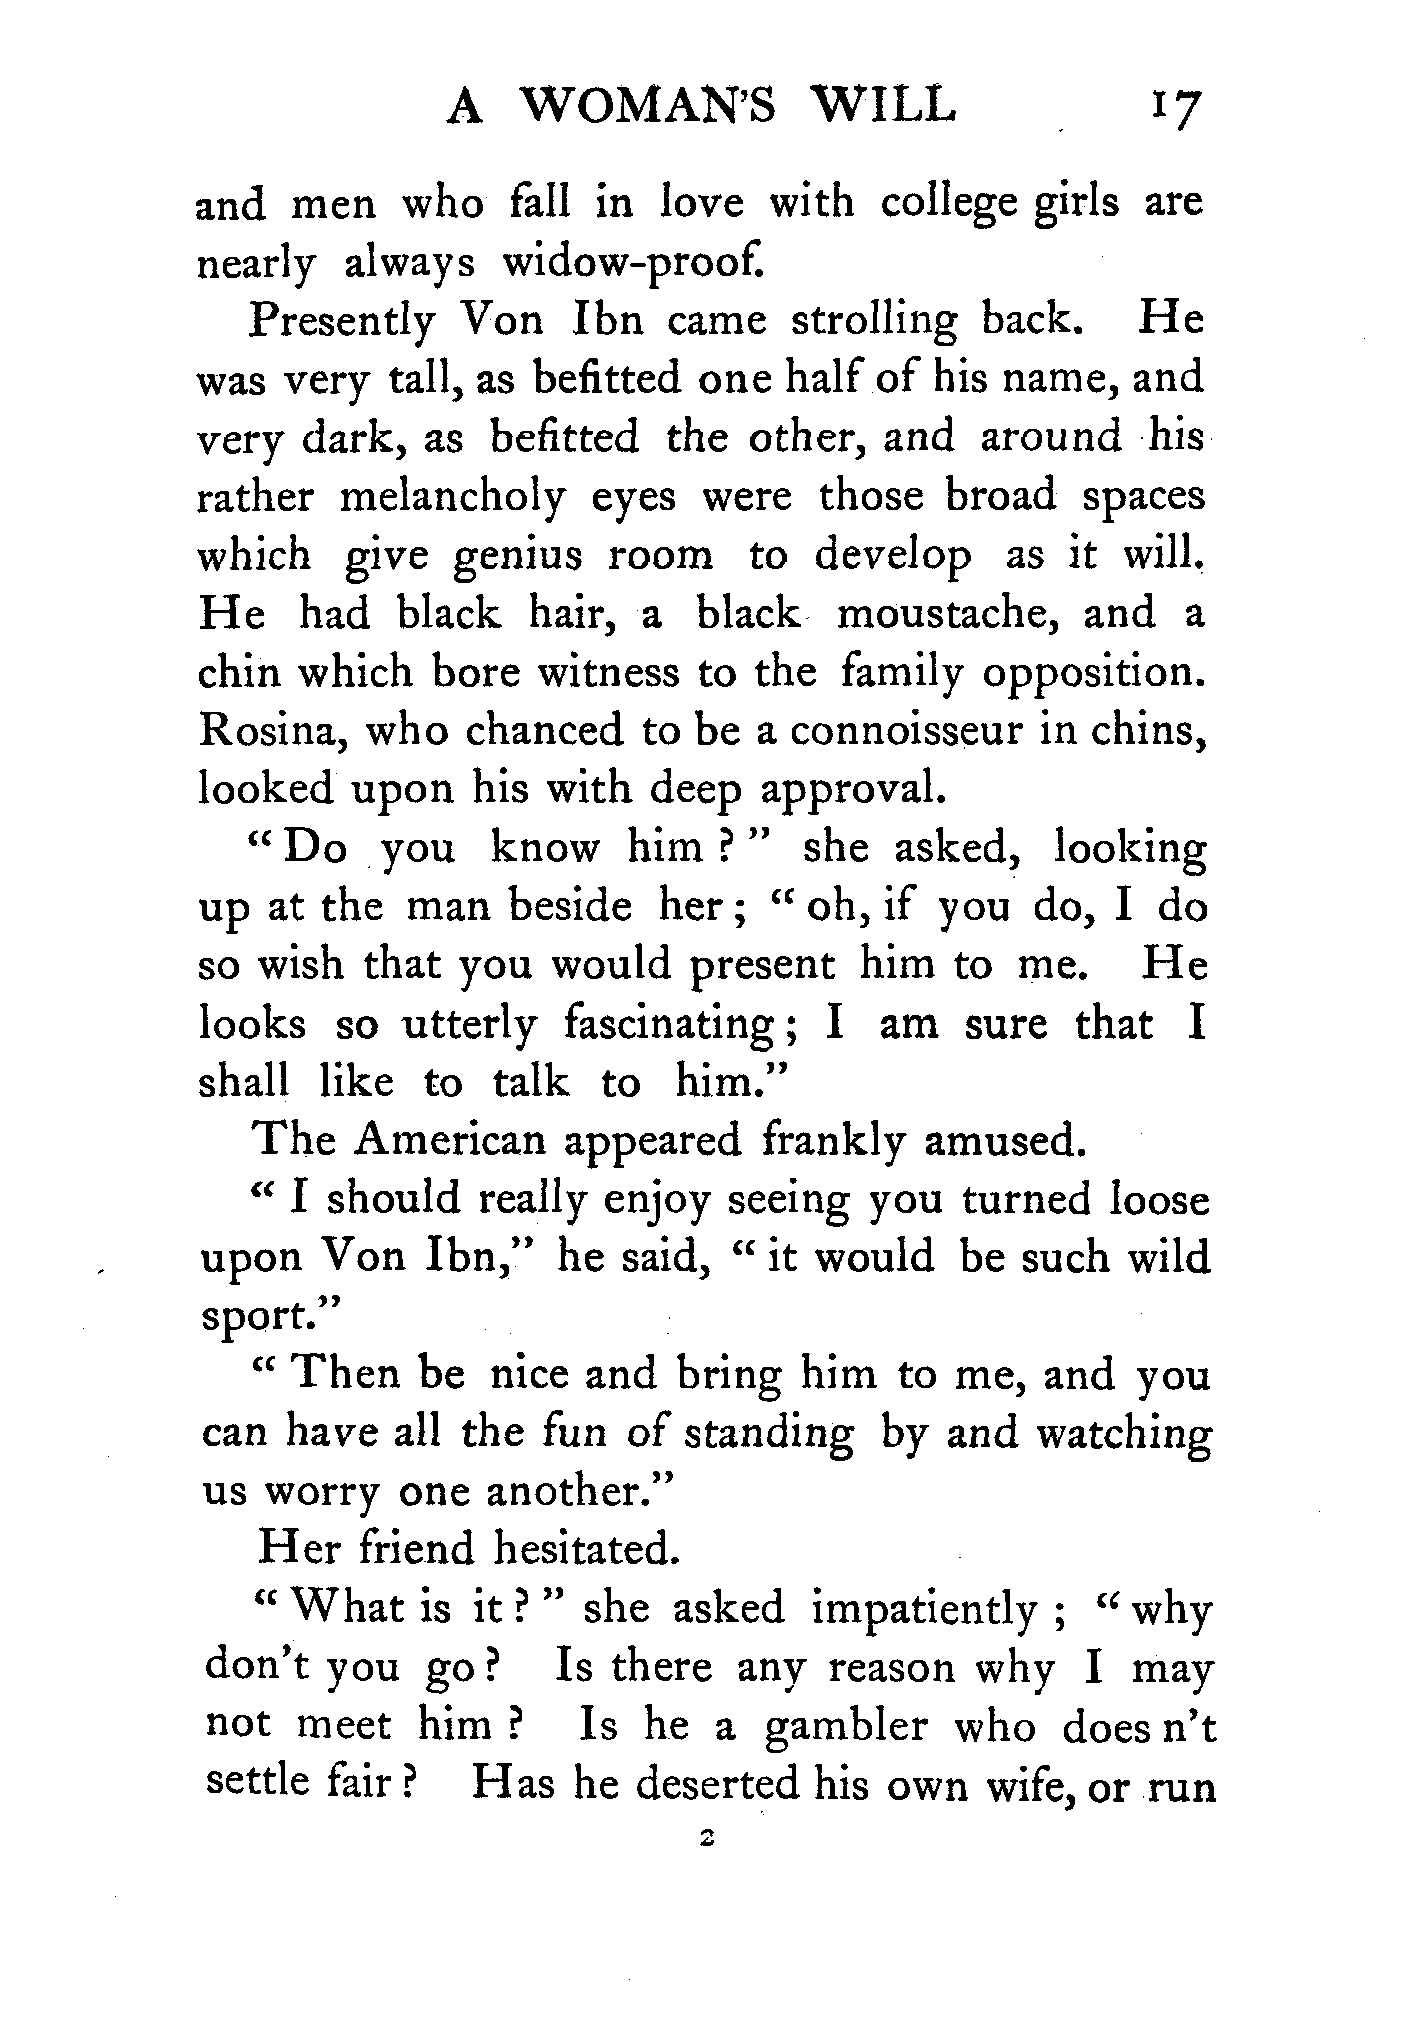 A WOMAN'S WILL 17
and men who fall in love with college girls are
nearly always widow-proof.
Presently Von Ibn came strolling back. He
was very tall, as befitted one half of his name, and
very dark, as befitted the other, and around his
rather melancholy eyes were those broad spaces
which give genius room to develop as it will.
He had black hair, a black moustache, and a
chin which bore witness to the family opposition.
Rosina, who chanced to be a connoisseur in chins,
looked upon his with deep approval.
“Do you know him?” she asked, looking
up at the man beside her; “oh, if you do, I do
so wish that you would present him to me. He
looks so utterly fascinating; I am sure that I
shall like to talk to him.”
The American appeared frankly amused.
“I should really enjoy seeing you turned loose
upon Von Ibn,” he said, “it would be such wild
sport.”
“Then be nice and bring him to me, and you
can have all the fun of standing by and watching
us worry one another.”
Her friend hesitated.
“What is it?” she asked impatiently; “why
don't you go? Is there any reason why I may
not meet him? Is he a gambler who does n't
settle fair? Has he deserted his own wife, or run
2